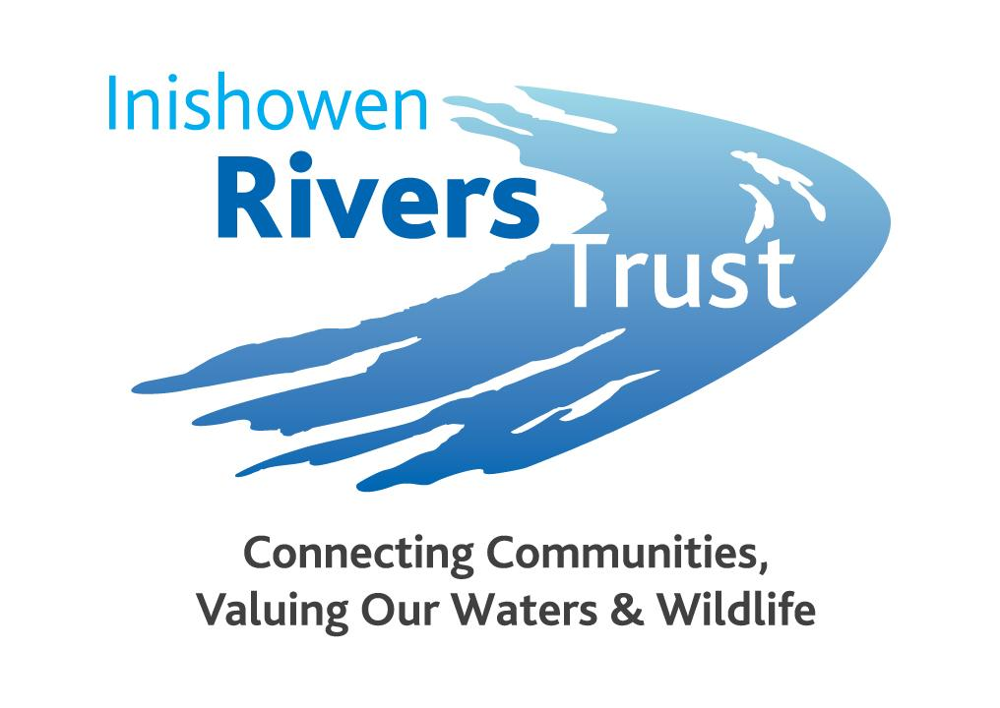 Inishowen
Rivers
Trust
Connecting Communities,
Valuing Our Waters & Wildlife